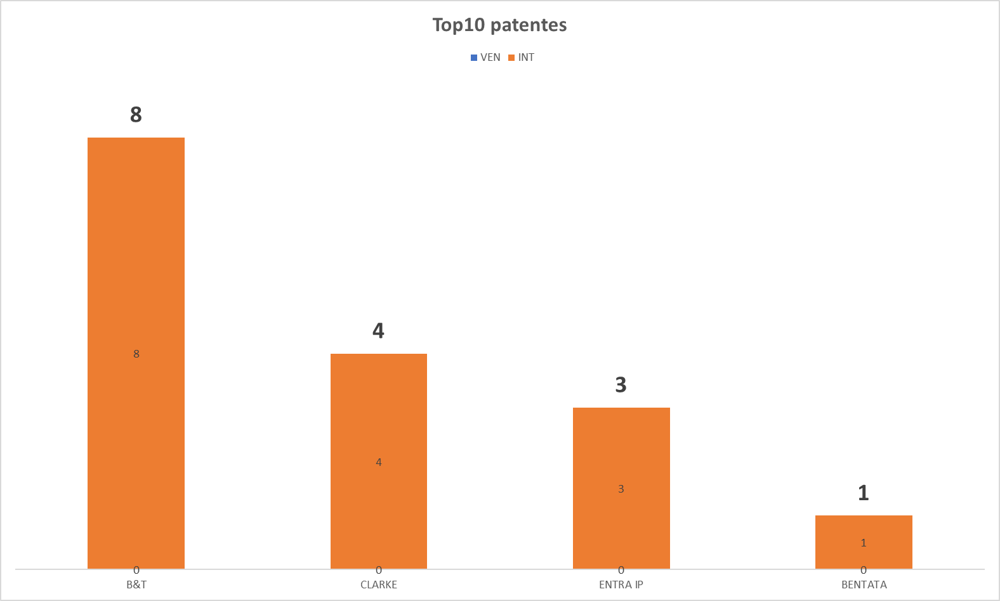 Top10 patentes
VEN INT
8
4
3
1
8
4
3
1
0 0 0 0
B&T CLARKE ENTRA IP BENTATA